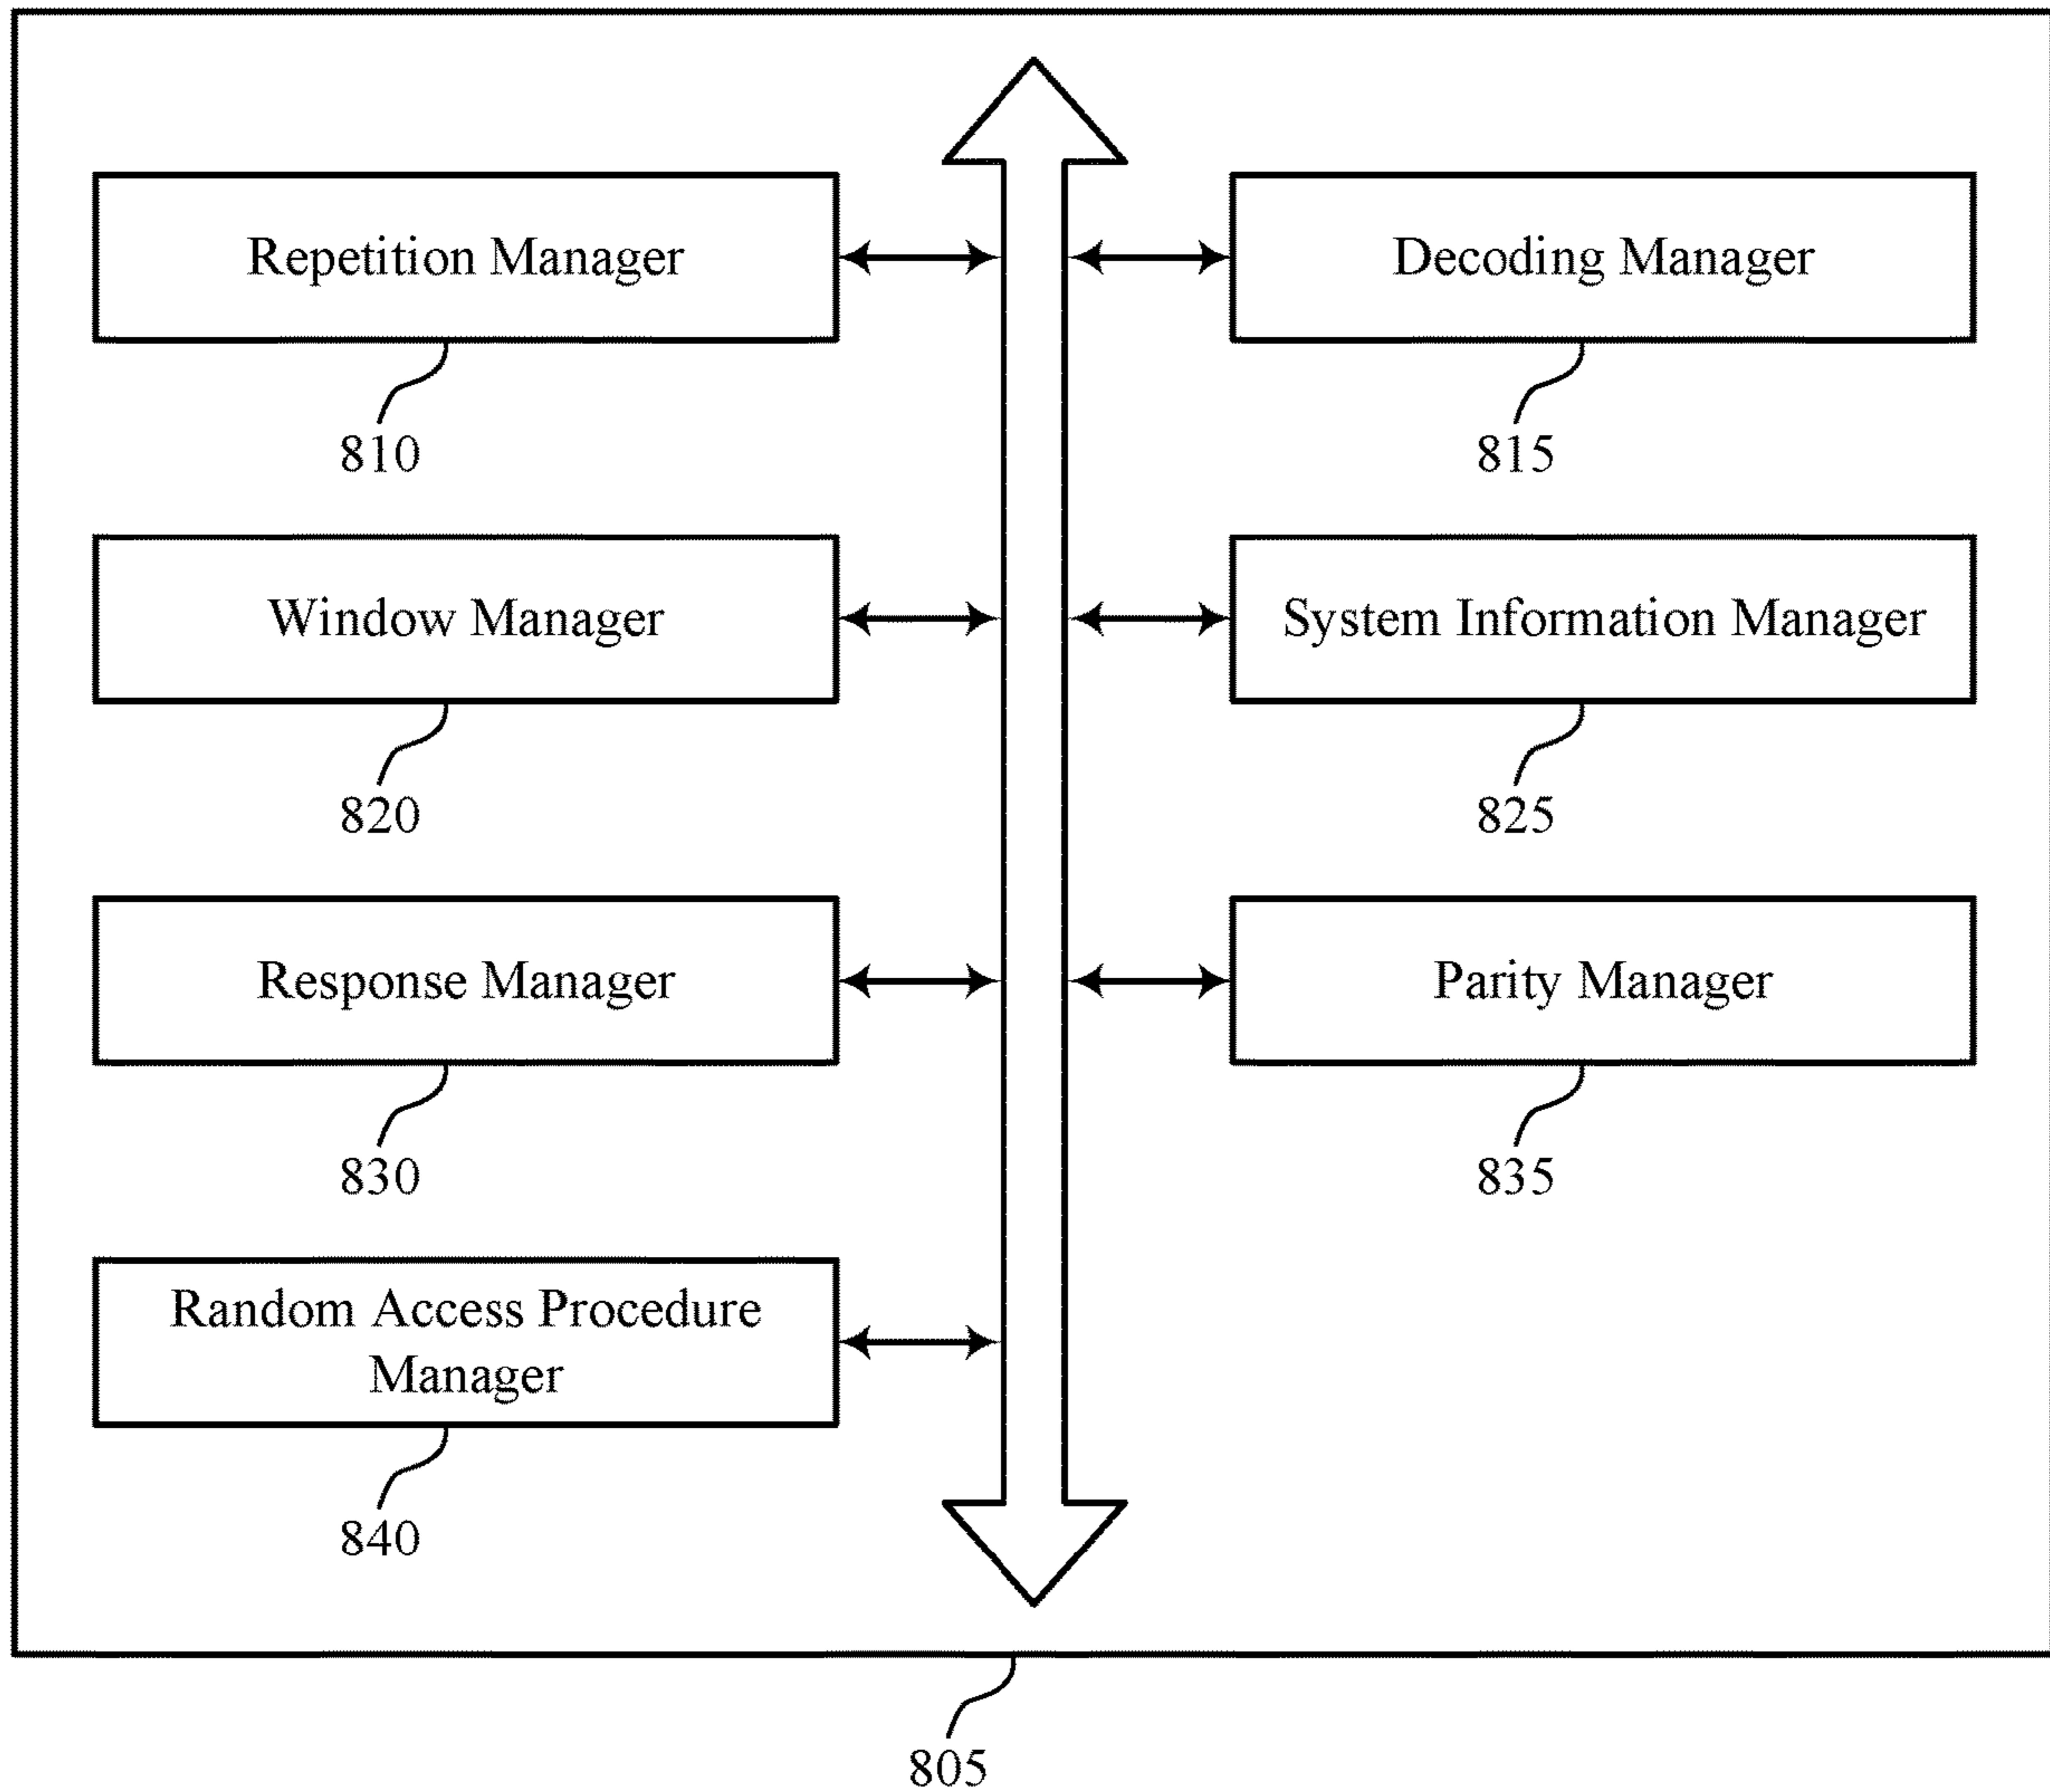 Repetition Manager
Decoding Manager
810
815
Window Manager
System Information Manager
820
825
Response Manager
Parity Manager
830
835
Random Access Procedure
Manager
840
805